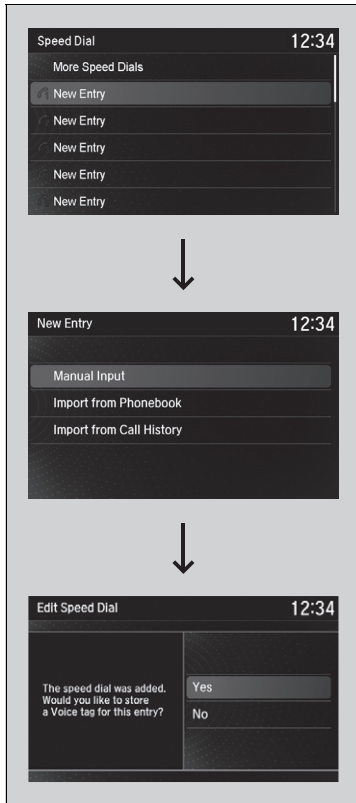 Speed Dial 12:34
More Speed Dials
New Entry
New Entry
New Entry
New Entry
New Entry
New Entry 12:34
Manual Input
Import from Phonebook
Import from Call History
Edit Speed Dial 12:34
The speed dial was added.
Would you like to store
a Voice tag for this entry?
Yes
No